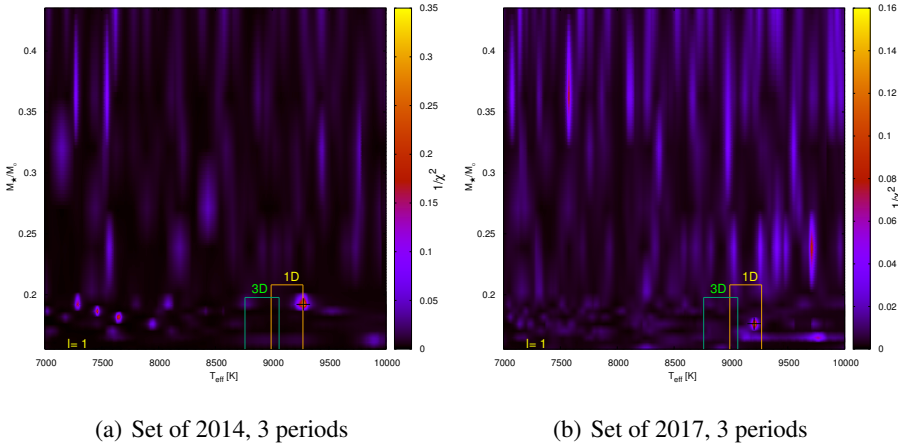 0.4
0.35
0.3
0.25
0.2
M★/M☉
7000 7500 8000 8500 9000 9500 10000
Teff [K]
3D
1D
l= 1
0.35
0.3
0.25
0.2
0.15
0.1
0.05
0
1/χ²
(a) Set of 2014, 3 periods
0.4
0.35
0.3
0.25
0.2
M★/M☉
7000 7500 8000 8500 9000 9500 10000
Teff [K]
3D
1D
l= 1
0.16
0.14
0.12
0.1
0.08
0.06
0.04
0.02
0
1/χ²
(b) Set of 2017, 3 periods